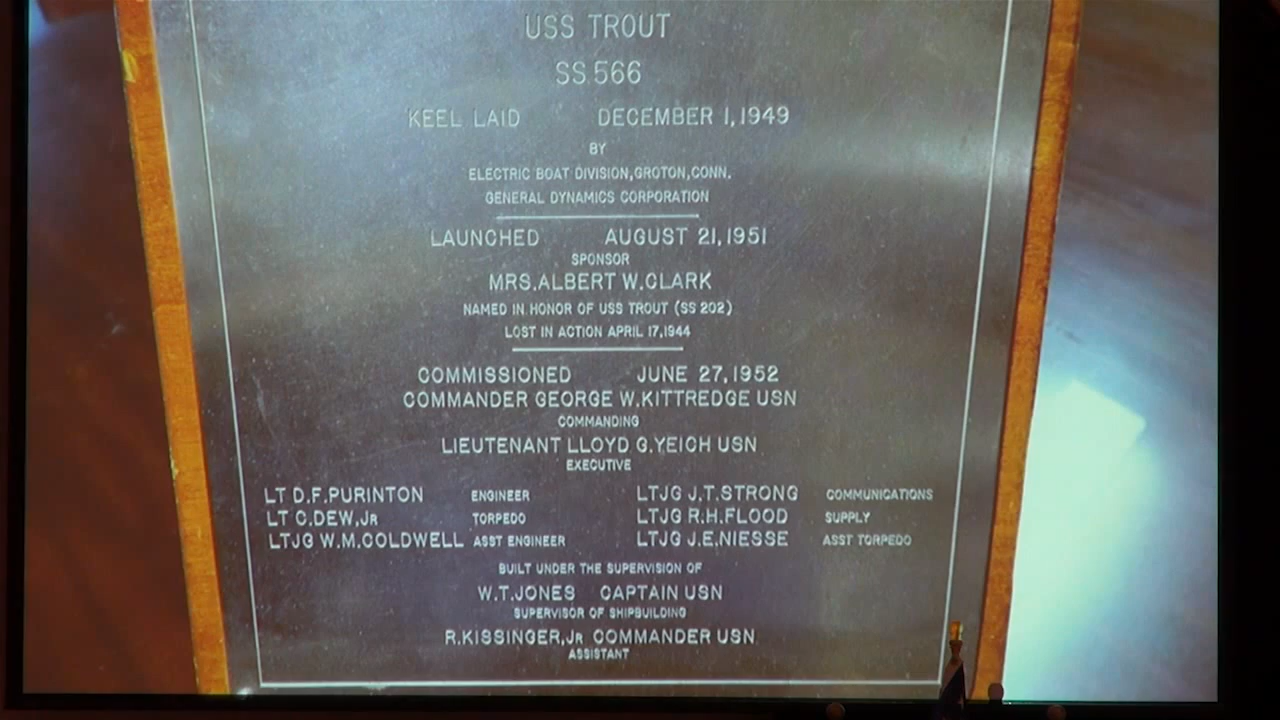 USS TROUT
SS 566
KEEL LAID DECEMBER 1, 1949
BY
ELECTRIC BOAT DIVISION, GROTON, CONN.
GENERAL DYNAMICS CORPORATION
LAUNCHED AUGUST 21, 1951
SPONSOR
MRS. ALBERT W. CLARK
NAMED IN HONOR OF USS TROUT (SS 202)
LOST IN ACTION APRIL 17, 1944
COMMISSIONED JUNE 27, 1952
COMMANDER GEORGE W. KITTREDGE USN
COMMANDING
LIEUTENANT LLOYD G. YEICH USN
EXECUTIVE
LT D.F. PURINTON ENGINEER LTJG J.T. STRONG COMMUNICATIONS
LT C. DEW, Jr TORPEDO LTJG R.H. FLOOD SUPPLY
LTJG W.M. COLDWELL ASST ENGINEER LTJG J.E. NIESSE ASST TORPEDO
BUILT UNDER THE SUPERVISION OF
W.T. JONES CAPTAIN USN
SUPERVISOR OF SHIPBUILDING
R. KISSINGER, Jr COMMANDER USN
ASSISTANT